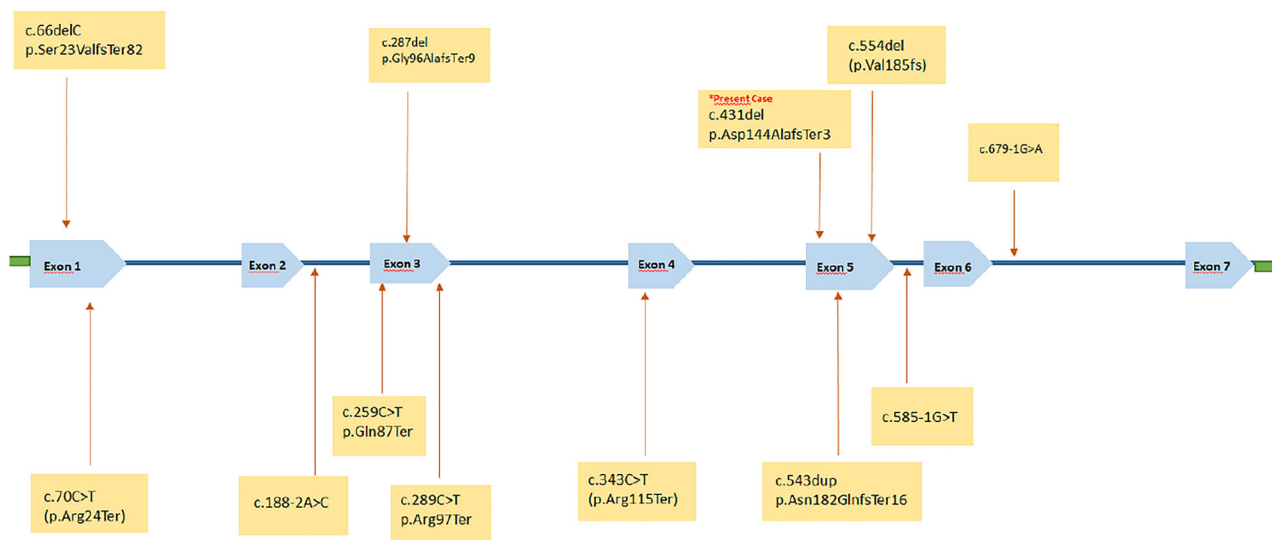 c.66delC
p.Ser23ValfsTer82
c.287del
p.Gly96AlafsTer9
c.554del
(p.Val185fs)
*Present Case
c.431del
p.Asp144AlafsTer3
c.679-1G>A
Exon 1
Exon 2
Exon 3
Exon 4
Exon 5
Exon 6
Exon 7
c.259C>T
p.Gln87Ter
c.585-1G>T
c.70C>T
(p.Arg24Ter)
c.188-2A>C
c.289C>T
p.Arg97Ter
c.343C>T
(p.Arg115Ter)
c.543dup
p.Asn182GlnfsTer16